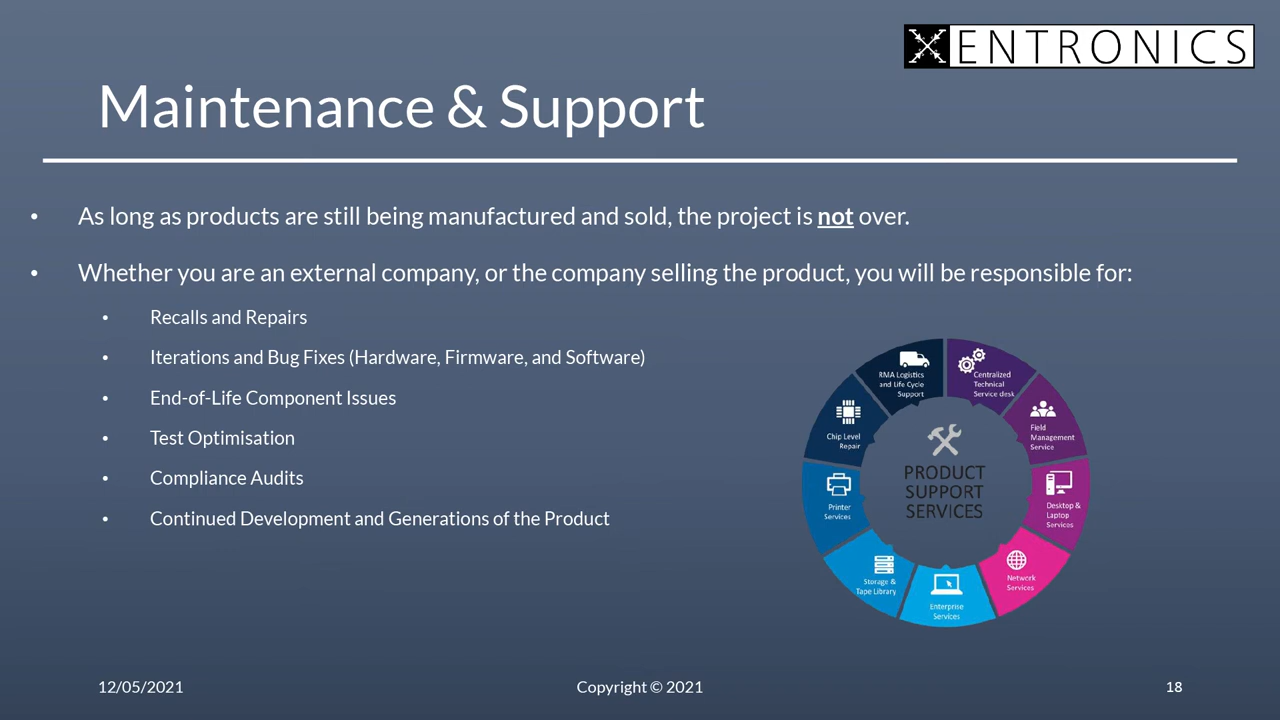 XENTRONICS
Maintenance & Support
• As long as products are still being manufactured and sold, the project is not over.
• Whether you are an external company, or the company selling the product, you will be responsible for:
• Recalls and Repairs
• Iterations and Bug Fixes (Hardware, Firmware, and Software)
• End-of-Life Component Issues
• Test Optimisation
• Compliance Audits
• Continued Development and Generations of the Product
PRODUCT
SUPPORT
SERVICES
Centralized
Technical
Service desk
Field
Management
Service
Desktop &
Laptop
Services
Network
Services
Enterprise
Services
Storage &
Tape Library
Printer
Services
Chip Level
Repair
RMA Logistics
and Life Cycle
Support
12/05/2021
Copyright © 2021
18